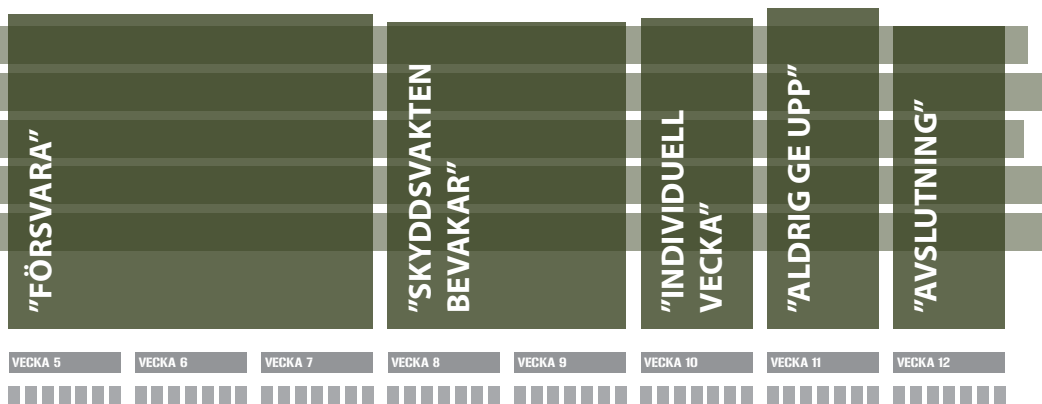 ”FÖRSVARA”
”SKYDDSVAKTEN
BEVAKAR”
”INDIVIDUELL
VECKA”
”ALDRIG GE UPP”
”AVSLUTNING”
VECKA 5
VECKA 6
VECKA 7
VECKA 8
VECKA 9
VECKA 10
VECKA 11
VECKA 12